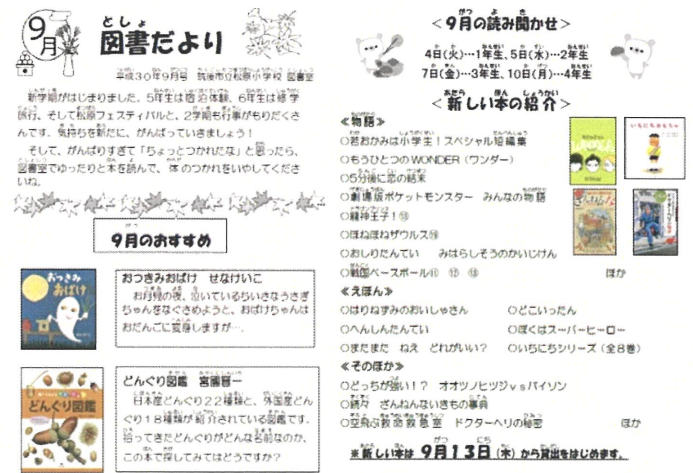 9月
図書だより
平成30年9月号 筑後市立松原小学校 図書室
新学期がはじまりました、5年生は宿泊体験、6年生は修学
旅行、そして松原フェスティバルと、2学期も行事がもりだくさ
んです、気持ちを新だに、がんばっていきましょう！
そして、がんばりすぎて「ちょっとつかれたな」と思ったら、
図書室でゆったりと本を読んで、体のつかれをいやしてくださ
いね。
9月のおすすめ
おつきみおばけ
おつきみおばけ せなけいこ
お月見の夜、泣いているちいさなうさぎ
ちゃんをなぐさめようと、おばけちゃんは
おだんごに変身しますが…。
どんぐり図鑑
どんぐり図鑑 宮國晋一
日本産どんぐり22種類と、外国産どん
ぐり18種類が紹介されている図鑑です。
拾ってきたどんぐりがどんな名前なのか、
この本で探してみてはどうですか？
＜9月の読み聞かせ＞
4日(火)…1年生、5日(水)…2年生
7日(金)…3年生、10日(月)…4年生
＜新しい本の紹介＞
≪物語≫
○若おかみは小学生！スペシャル短編集
○もうひとつのWONDER（ワンダー）
○5分後に恋の結末
○劇場版ポケットモンスター みんなの物語
○龍神王子！⑬
○ほねほねザウルス⑲
○おしりたんてい みはらしそうのかいじけん
○戦国ベースボール⑪ ⑫ ⑬ ほか
≪えほん≫
○はりねずみのおいしゃさん ○どこいったん
○へんしんたんてい ○ぼくはスーパーヒーロー
○またまた ねえ どれがいい？ ○いちにちシリーズ（全8巻）
≪そのほか≫
○どっちが強い！？ オオツノヒツジvsバイソン
○続々 ざんねんないきもの事典
○空飛ぶ救命救急室 ドクターヘリの秘密 ほか
※新しい本は 9月13日(木)から貸出をはじめます。